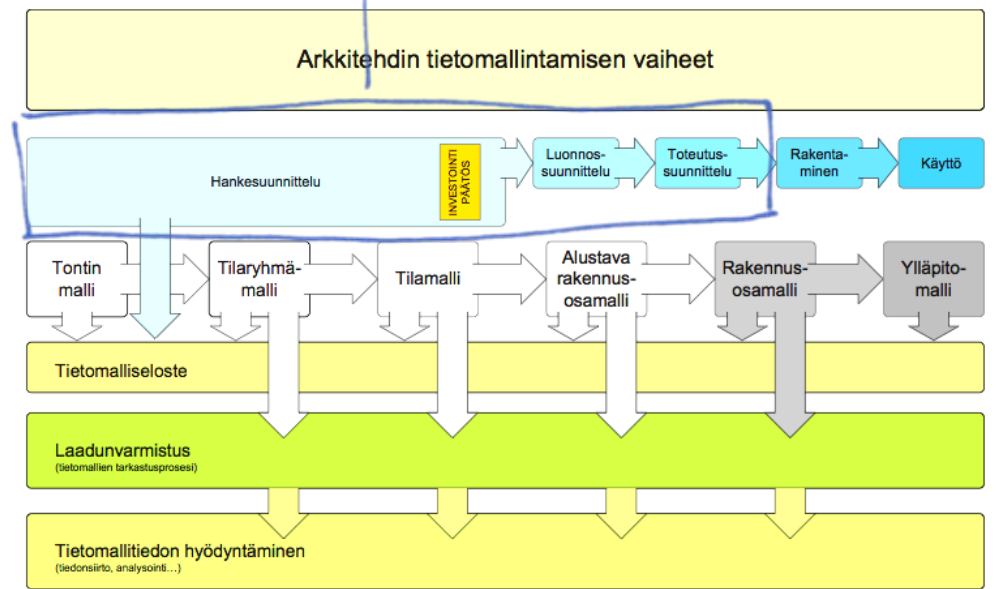 Arkkitehdin tietomallintamisen vaiheet
Hankesuunnittelu
INVESTOINTI
PÄÄTÖS
Luonnos-
suunnittelu
Toteutus-
suunnittelu
Rakenta-
minen
Käyttö
Tontin
malli
Tilaryhmä-
malli
Tilamalli
Alustava
rakennus-
osamalli
Rakennus-
osamalli
Ylläpito-
malli
Tietomalliseloste
Laadunvarmistus
(tietomallien tarkastusprosesi)
Tietomallitiedon hyödyntäminen
(tiedonsiirto, analysointi...)